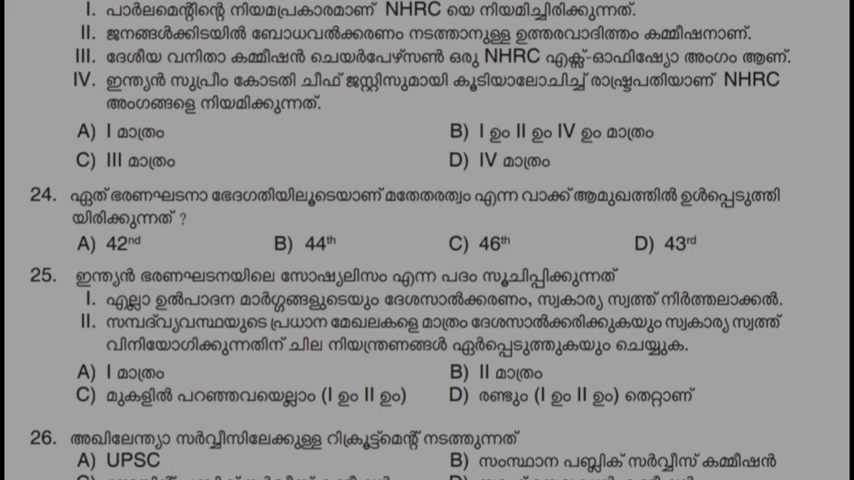 I. പാർലമെന്റിന്റെ നിയമപ്രകാരമാണ് NHRC യെ നിയമിച്ചിരിക്കുന്നത്.
II. ജനങ്ങൾക്കിടയിൽ ബോധവൽക്കരണം നടത്താനുള്ള ഉത്തരവാദിത്തം കമ്മീഷനാണ്.
III. ദേശീയ വനിതാ കമ്മീഷൻ ചെയർപേഴ്സൺ ഒരു NHRC എക്സ്-ഓഫിഷ്യോ അംഗം ആണ്.
IV. ഇന്ത്യൻ സുപ്രീം കോടതി ചീഫ് ജസ്റ്റിസുമായി കൂടിയാലോചിച്ച് രാഷ്ട്രപതിയാണ് NHRC
അംഗങ്ങളെ നിയമിക്കുന്നത്.
A) I മാത്രം B) I ഉം II ഉം IV ഉം മാത്രം
C) III മാത്രം D) IV മാത്രം
24. ഏത് ഭരണഘടനാ ഭേദഗതിയിലൂടെയാണ് മതേതരത്വം എന്ന വാക്ക് ആമുഖത്തിൽ ഉൾപ്പെടുത്തി
യിരിക്കുന്നത് ?
A) 42nd B) 44th C) 46th D) 43rd
25. ഇന്ത്യൻ ഭരണഘടനയിലെ സോഷ്യലിസം എന്ന പദം സൂചിപ്പിക്കുന്നത്
I. എല്ലാ ഉൽപാദന മാർഗ്ഗങ്ങളുടെയും ദേശസാൽക്കരണം, സ്വകാര്യ സ്വത്ത് നിർത്തലാക്കൽ.
II. സമ്പദ്‌വ്യവസ്ഥയുടെ പ്രധാന മേഖലകളെ മാത്രം ദേശസാൽക്കരിക്കുകയും സ്വകാര്യ സ്വത്ത്
വിനിയോഗിക്കുന്നതിന് ചില നിയന്ത്രണങ്ങൾ ഏർപ്പെടുത്തുകയും ചെയ്യുക.
A) I മാത്രം B) II മാത്രം
C) മുകളിൽ പറഞ്ഞവയെല്ലാം (I ഉം II ഉം) D) രണ്ടും (I ഉം II ഉം) തെറ്റാണ്
26. അഖിലേന്ത്യാ സർവ്വീസിലേക്കുള്ള റിക്രൂട്ട്മെന്റ് നടത്തുന്നത്
A) UPSC B) സംസ്ഥാന പബ്ലിക് സർവ്വീസ് കമ്മീഷൻ